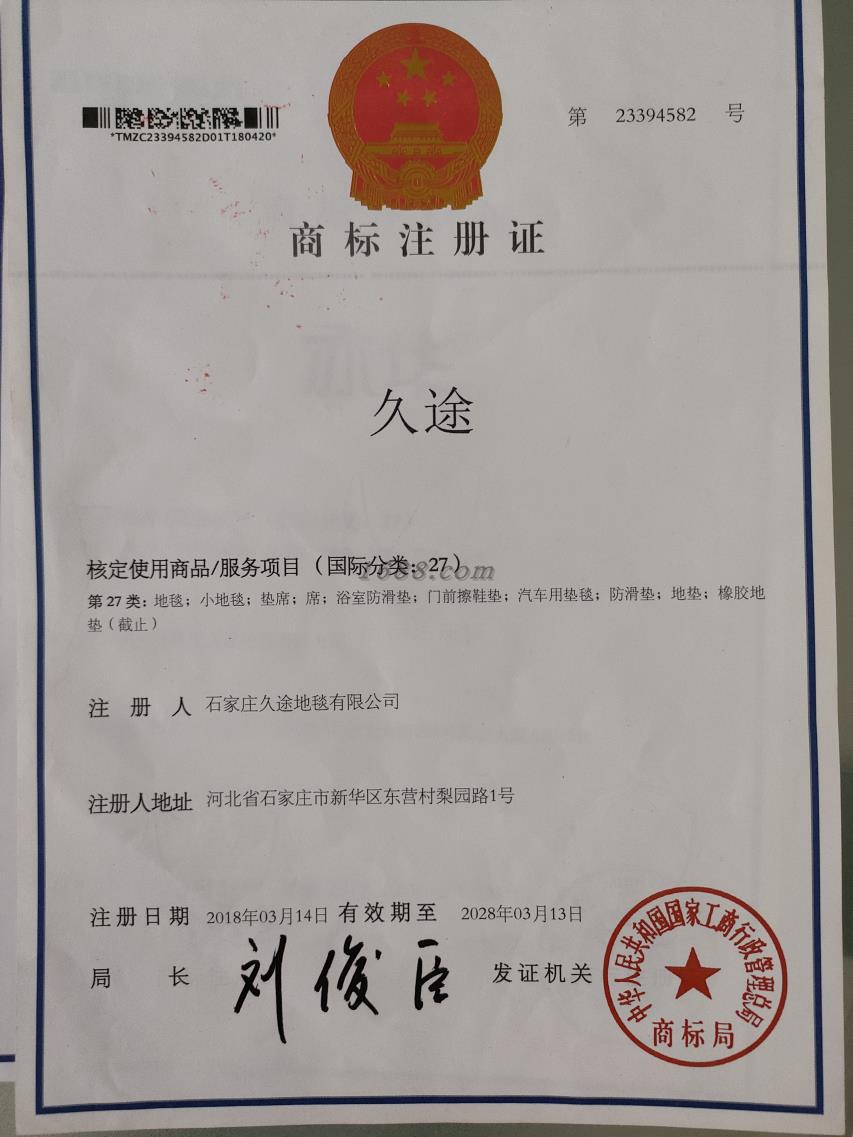 第 23394582 号
*TMZC23394582D01T180420*
商标注册证
久途
核定使用商品/服务项目（国际分类：27）
1688.com
第27类：地毯；小地毯；垫席；席；浴室防滑垫；门前擦鞋垫；汽车用垫毯；防滑垫；地垫；橡胶地
垫（截止）
注册人 石家庄久途地毯有限公司
注册人地址 河北省石家庄市新华区东营村梨园路1号
注册日期 2018年03月14日 有效期至 2028年03月13日
局长 刘俊臣 发证机关
中华人民共和国国家工商行政管理总局
商标局